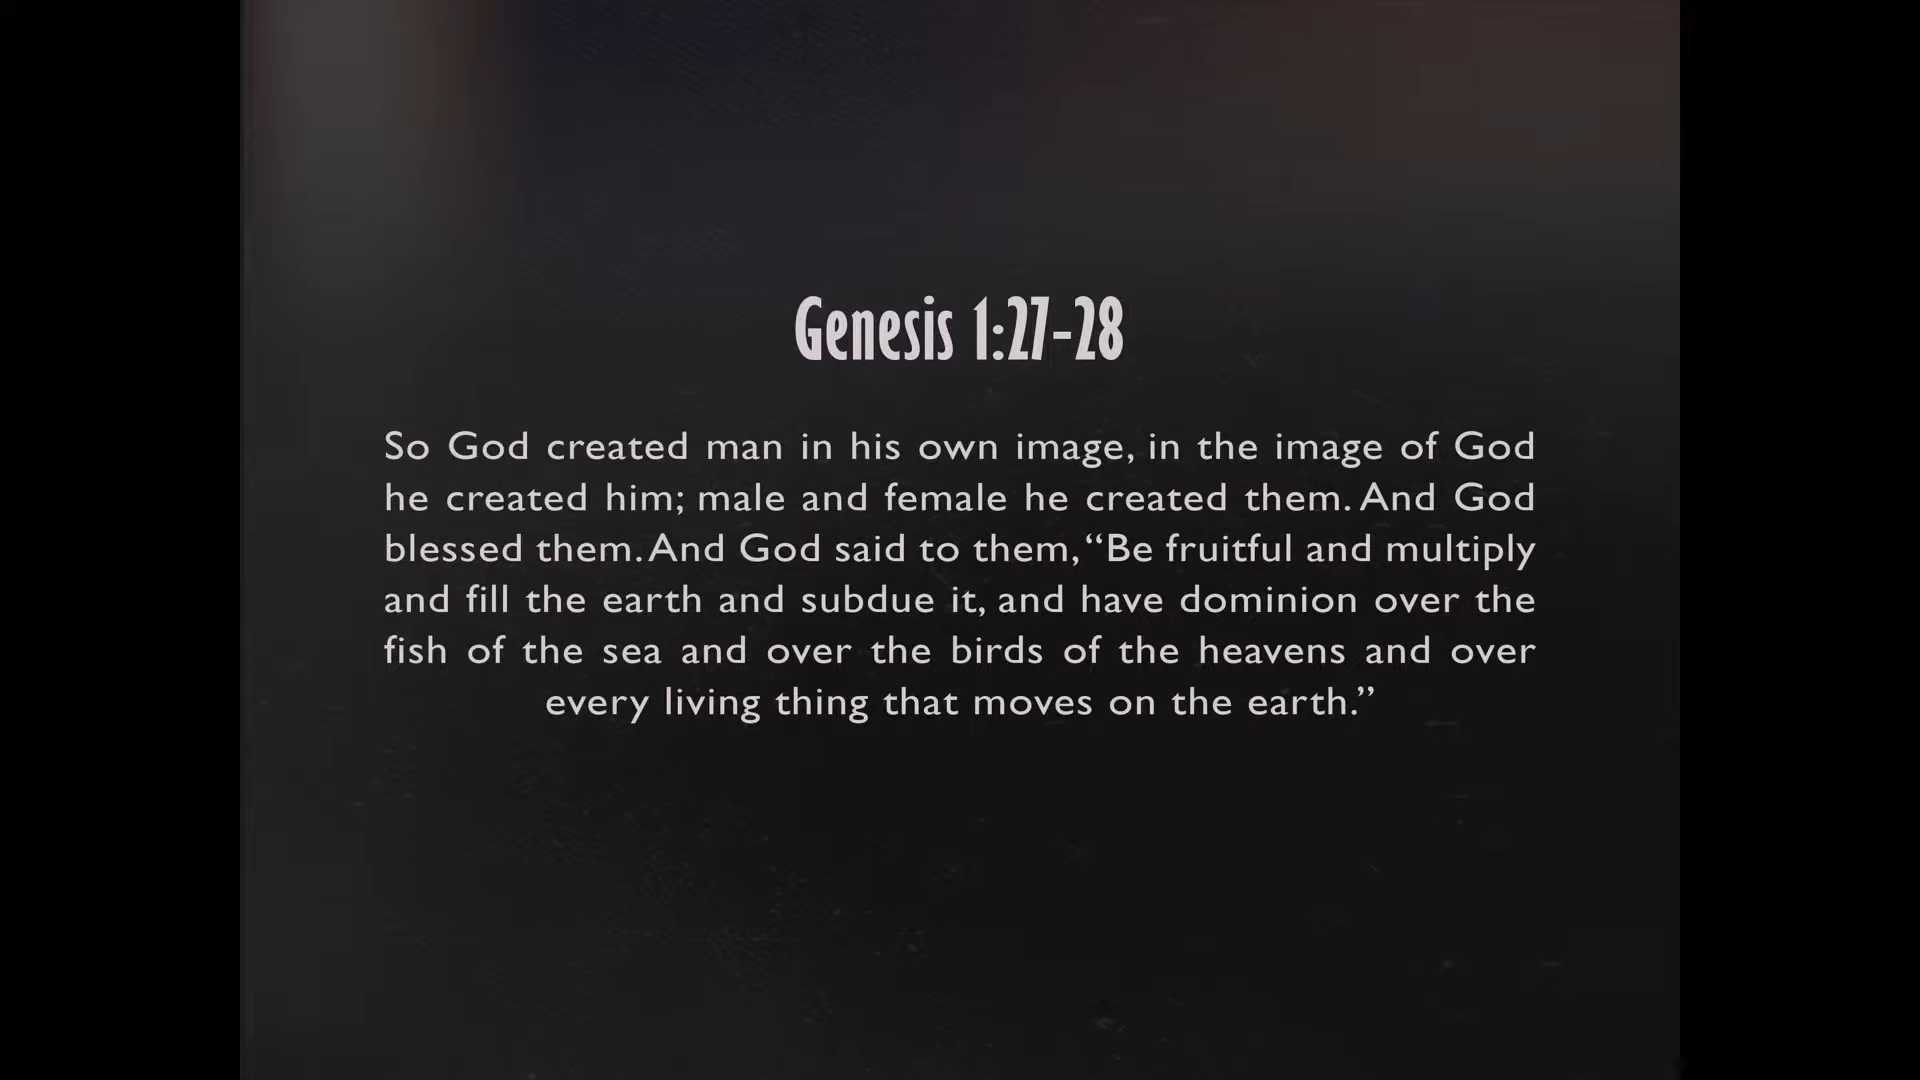 Genesis 1:27-28
So God created man in his own image, in the image of God
he created him; male and female he created them. And God
blessed them. And God said to them, “Be fruitful and multiply
and fill the earth and subdue it, and have dominion over the
fish of the sea and over the birds of the heavens and over
every living thing that moves on the earth.”